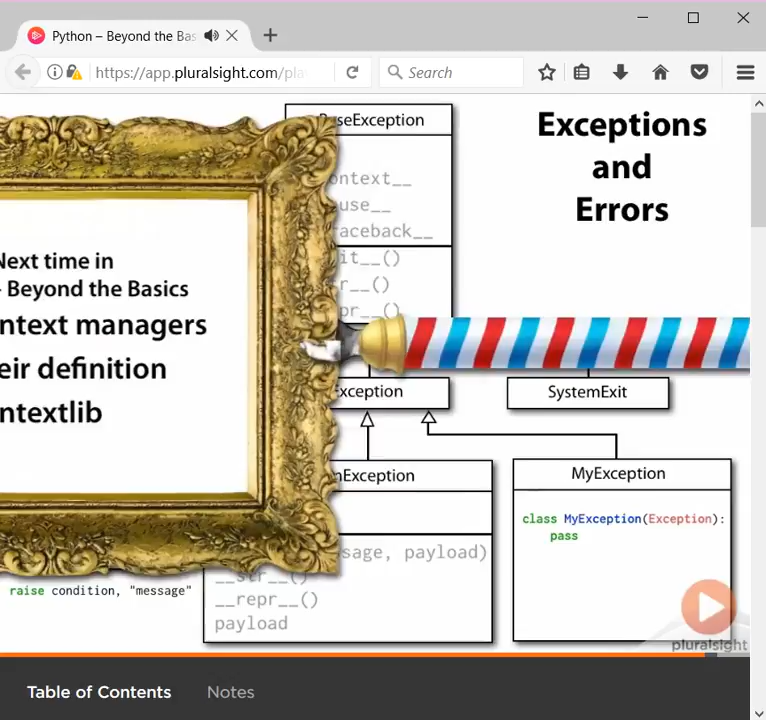 Python – Beyond the Bas
https://app.pluralsight.com/pla
Search
Exceptions
and
Errors
BaseException
ontext__
use__
raceback__
it__()
r__()
pr__()
Next time in
- Beyond the Basics
ntext managers
eir definition
ntextlib
Exception
SystemExit
nException
MyException
class MyException(Exception):
pass
sage, payload)
__str__()
__repr__()
payload
raise condition, "message"
pluralsight
Table of Contents
Notes